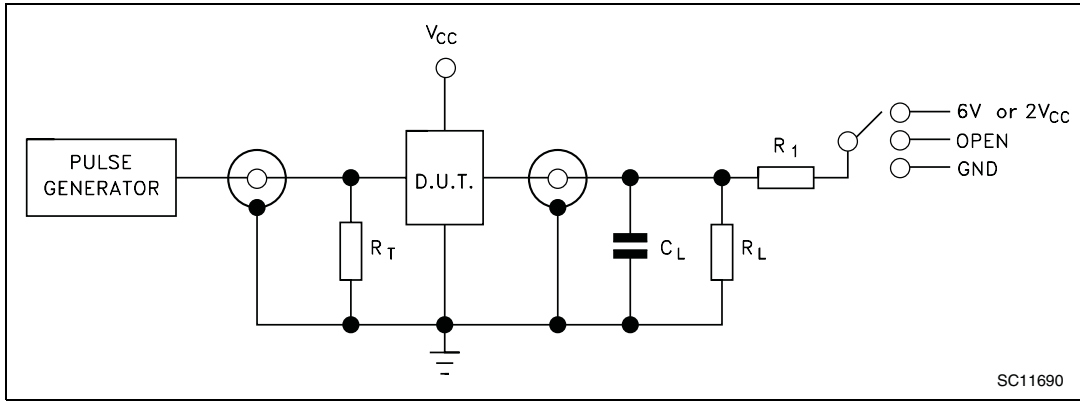 VCC
PULSE
GENERATOR
D.U.T.
RT
CL
RL
R1
6V or 2VCC
OPEN
GND
SC11690